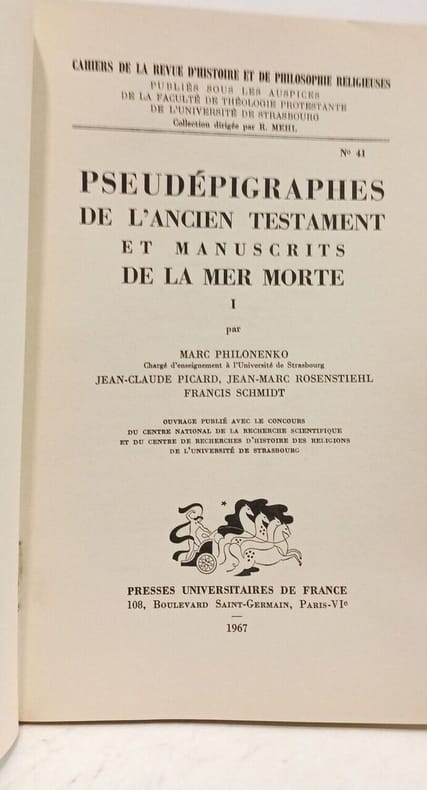 CAHIERS DE LA REVUE D'HISTOIRE ET DE PHILOSOPHIE RELIGIEUSES
PUBLIÉS SOUS LES AUSPICES
DE LA FACULTÉ DE THÉOLOGIE PROTESTANTE
DE L'UNIVERSITÉ DE STRASBOURG
Collection dirigée par R. MEHL
Nº 41
PSEUDÉPIGRAPHES
DE L'ANCIEN TESTAMENT
ET MANUSCRITS
DE LA MER MORTE
I
par
MARC PHILONENKO
Chargé d'enseignement à l'Université de Strasbourg
JEAN-CLAUDE PICARD, JEAN-MARC ROSENSTIEHL
FRANCIS SCHMIDT
OUVRAGE PUBLIÉ AVEC LE CONCOURS
DU CENTRE NATIONAL DE LA RECHERCHE SCIENTIFIQUE
ET DU CENTRE DE RECHERCHES D'HISTOIRE DES RELIGIONS
DE L'UNIVERSITÉ DE STRASBOURG
PRESSES UNIVERSITAIRES DE FRANCE
108, BOULEVARD SAINT-GERMAIN, PARIS-VIe
1967